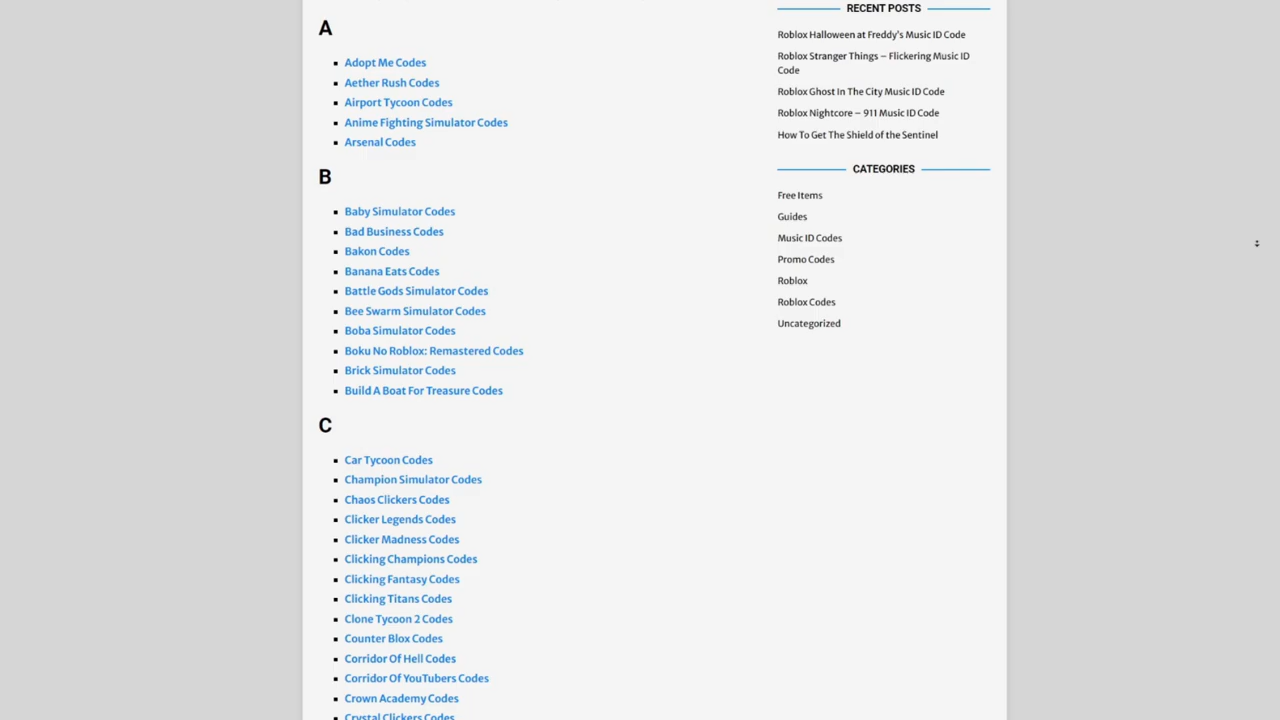 A
Adopt Me Codes
Aether Rush Codes
Airport Tycoon Codes
Anime Fighting Simulator Codes
Arsenal Codes
B
Baby Simulator Codes
Bad Business Codes
Bakon Codes
Banana Eats Codes
Battle Gods Simulator Codes
Bee Swarm Simulator Codes
Boba Simulator Codes
Boku No Roblox: Remastered Codes
Brick Simulator Codes
Build A Boat For Treasure Codes
C
Car Tycoon Codes
Champion Simulator Codes
Chaos Clickers Codes
Clicker Legends Codes
Clicker Madness Codes
Clicking Champions Codes
Clicking Fantasy Codes
Clicking Titans Codes
Clone Tycoon 2 Codes
Counter Blox Codes
Corridor Of Hell Codes
Corridor Of YouTubers Codes
Crown Academy Codes
Crystal Clickers Codes
RECENT POSTS
Roblox Halloween at Freddy's Music ID Code
Roblox Stranger Things – Flickering Music ID
Code
Roblox Ghost In The City Music ID Code
Roblox Nightcore – 911 Music ID Code
How To Get The Shield of the Sentinel
CATEGORIES
Free Items
Guides
Music ID Codes
Promo Codes
Roblox
Roblox Codes
Uncategorized